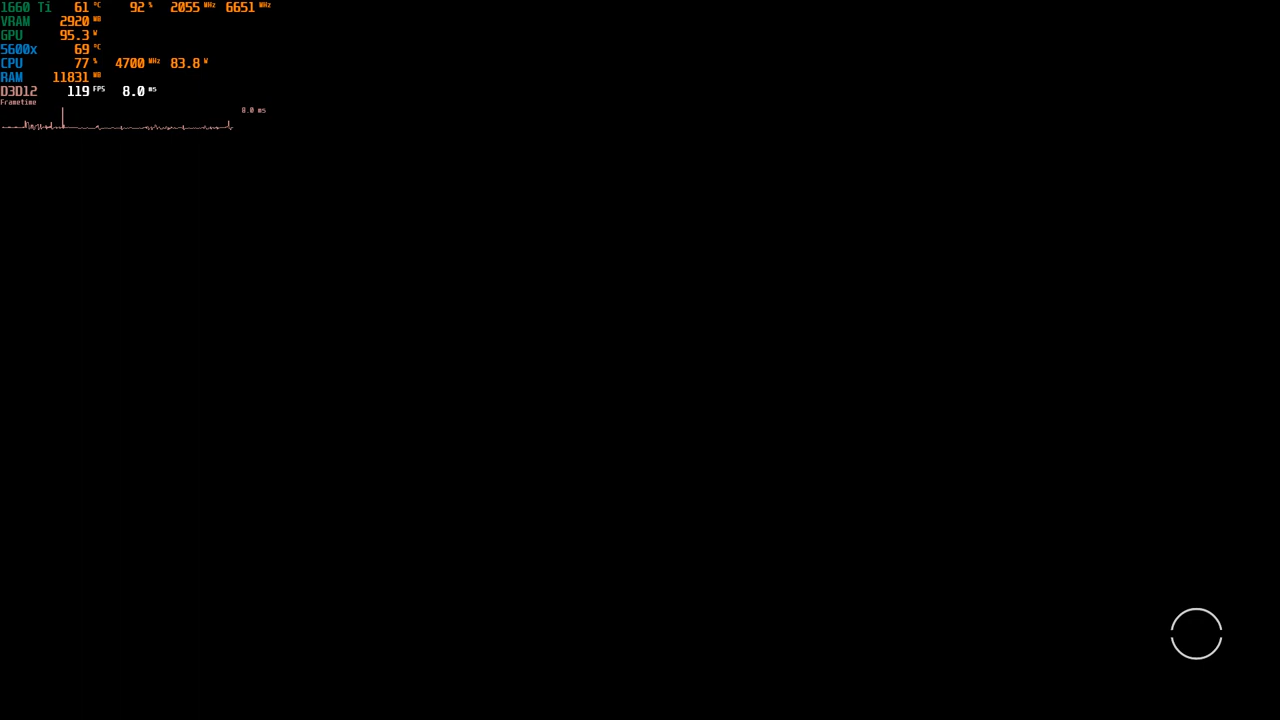 1660 Ti 61 °C 92 % 2055 MHz 6651 MHz
VRAM 2920 MB
GPU 95.3 W
5600x 69 °C
CPU 77 % 4700 MHz 83.8 W
RAM 11831 MB
D3D12 119 FPS 8.0 ms
Frametime
8.0 ms